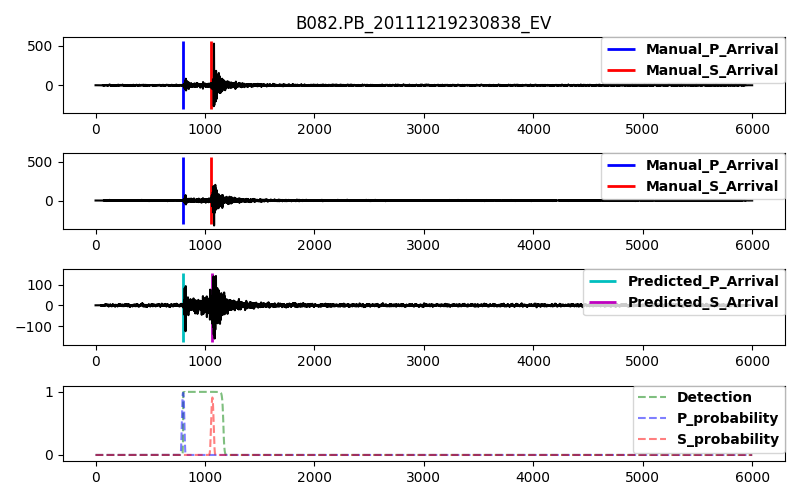 B082.PB_20111219230838_EV
500
0
Manual_P_Arrival
Manual_S_Arrival
0 1000 2000 3000 4000 5000 6000
500
0
Manual_P_Arrival
Manual_S_Arrival
0 1000 2000 3000 4000 5000 6000
100
0
−100
Predicted_P_Arrival
Predicted_S_Arrival
0 1000 2000 3000 4000 5000 6000
1
0
Detection
P_probability
S_probability
0 1000 2000 3000 4000 5000 6000